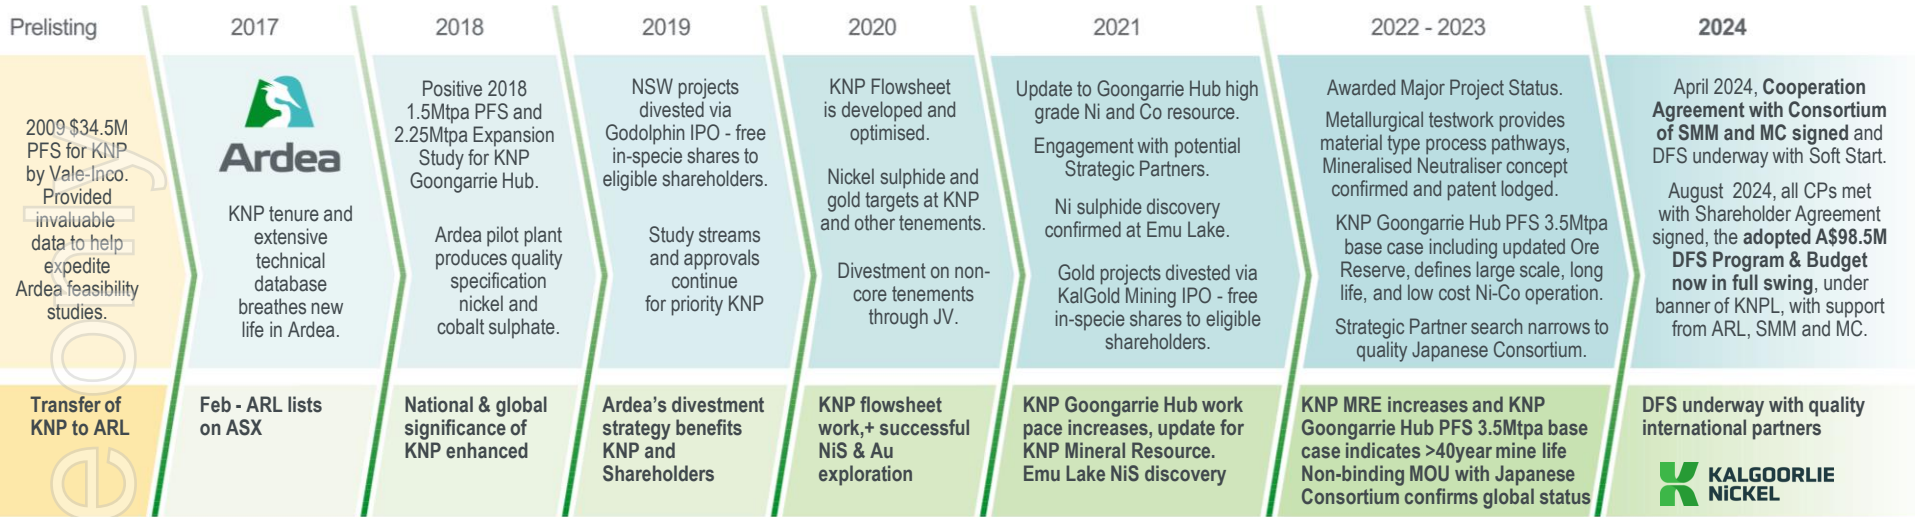 Prelisting
2009 $34.5M
PFS for KNP
by Vale-Inco.
Provided
invaluable
data to help
expedite
Ardea feasibility
studies.
Transfer of
KNP to ARL
2017
Ardea
KNP tenure and
extensive
technical
database
breathes new
life in Ardea.
Feb - ARL lists
on ASX
2018
Positive 2018
1.5Mtpa PFS and
2.25Mtpa Expansion
Study for KNP
Goongarrie Hub.
Ardea pilot plant
produces quality
specification
nickel and
cobalt sulphate.
National & global
significance of
KNP enhanced
2019
NSW projects
divested via
Godolphin IPO - free
in-specie shares to
eligible shareholders.
Study streams
and approvals
continue
for priority KNP
Ardea's divestment
strategy benefits
KNP and
Shareholders
2020
KNP Flowsheet
is developed and
optimised.
Nickel sulphide and
gold targets at KNP
and other tenements.
Divestment on non-
core tenements
through JV.
KNP flowsheet
work,+ successful
NiS & Au
exploration
2021
Update to Goongarrie Hub high
grade Ni and Co resource.
Engagement with potential
Strategic Partners.
Ni sulphide discovery
confirmed at Emu Lake.
Gold projects divested via
KalGold Mining IPO - free
in-specie shares to eligible
shareholders.
KNP Goongarrie Hub work
pace increases, update for
KNP Mineral Resource.
Emu Lake NiS discovery
2022 - 2023
Awarded Major Project Status.
Metallurgical testwork provides
material type process pathways,
Mineralised Neutraliser concept
confirmed and patent lodged.
KNP Goongarrie Hub PFS 3.5Mtpa
base case including updated Ore
Reserve, defines large scale, long
life, and low cost Ni-Co operation.
Strategic Partner search narrows to
quality Japanese Consortium.
KNP MRE increases and KNP
Goongarrie Hub PFS 3.5Mtpa base
case indicates >40year mine life
Non-binding MOU with Japanese
Consortium confirms global status
2024
April 2024, Cooperation
Agreement with Consortium
of SMM and MC signed and
DFS underway with Soft Start.
August 2024, all CPs met
with Shareholder Agreement
signed, the adopted A$98.5M
DFS Program & Budget
now in full swing, under
banner of KNPL, with support
from ARL, SMM and MC.
DFS underway with quality
international partners
KALGOORLIE
NiCKEL
e only